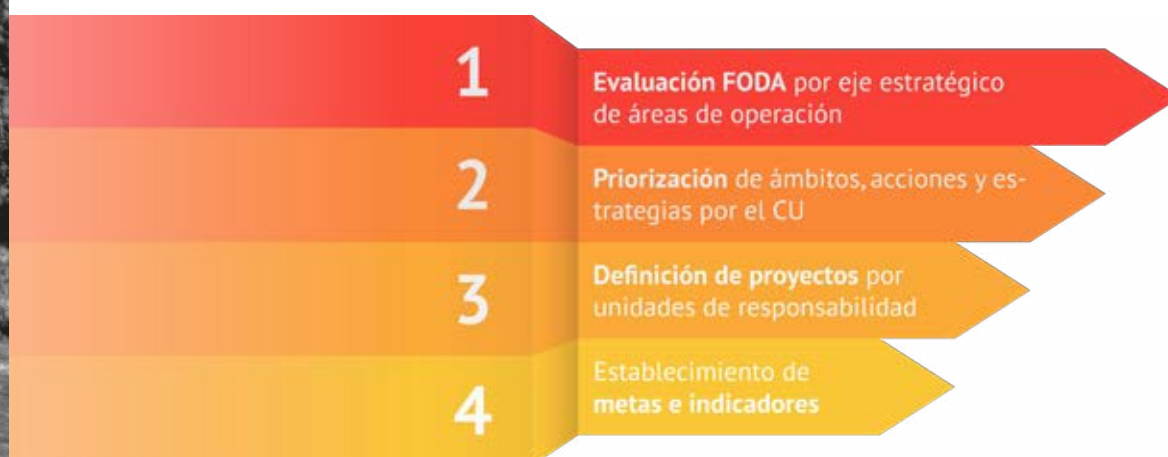 1
Evaluación FODA por eje estratégico
de áreas de operación
2
Priorización de ámbitos, acciones y es-
trategias por el CU
3
Definición de proyectos por
unidades de responsabilidad
4
Establecimiento de
metas e indicadores